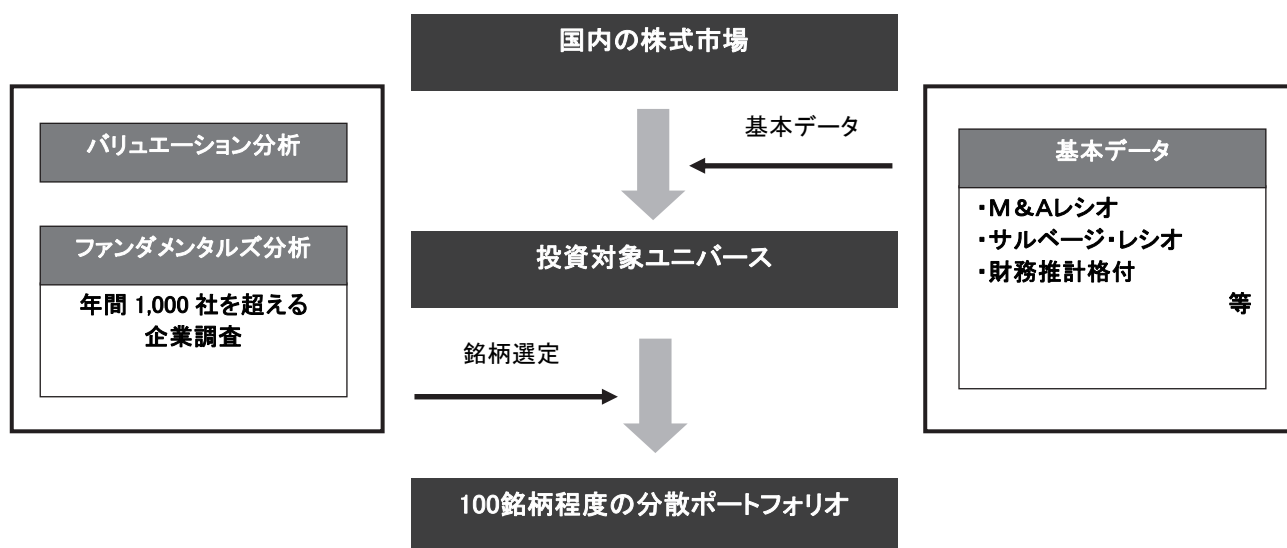 国内の株式市場
バリュエーション分析
ファンダメンタルズ分析
年間 1,000 社を超える
企業調査
基本データ
基本データ
・M&Aレシオ
・サルベージ・レシオ
・財務推計格付
等
投資対象ユニバース
銘柄選定
100銘柄程度の分散ポートフォリオ